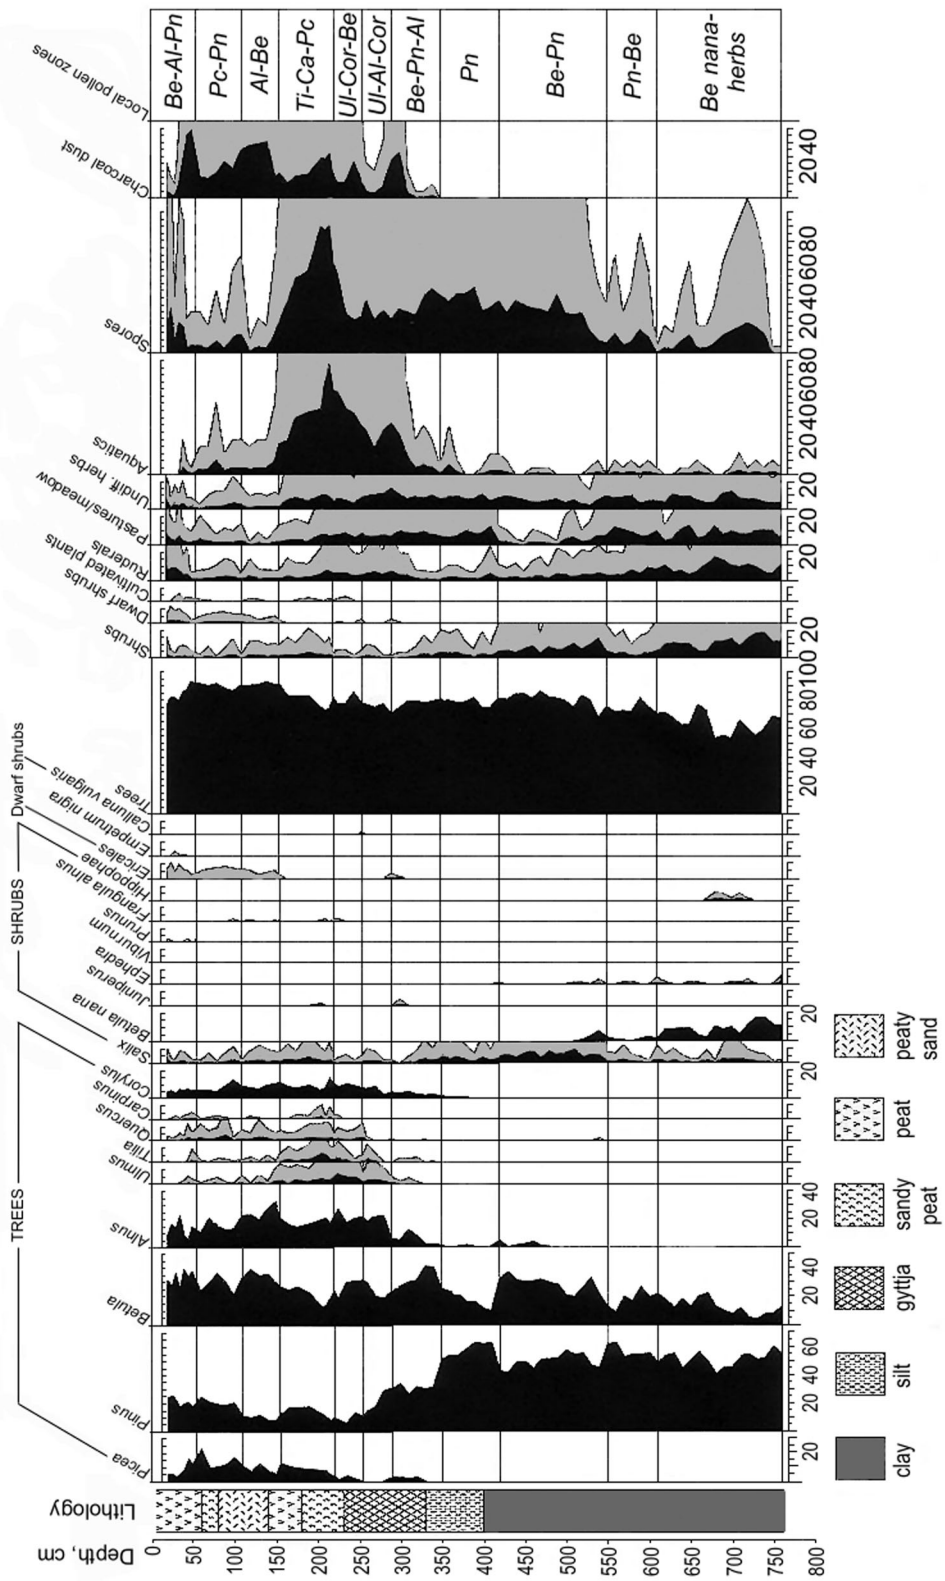 Depth, cm
0
50
100
150
200
250
300
350
400
450
500
550
600
650
700
750
800
Lithology
TREES
Picea
20
Pinus
20 40 60
Betula
20 40
Alnus
20 40
Ulmus
Tilia
Quercus
Carpinus
Corylus
20
Salix
SHRUBS
Betula nana
20
Juniperus
Ephedra
Viburnum
Prunus
Frangula alnus
Hippophae
Dwarf shrubs
Ericales
Empetrum nigra
Calluna vulgaris
Trees
20 40 60 80 100
Shrubs
20
Dwarf shrubs
Cultivated plants
Ruderals
20
Pastures/meadow
20
Undiff. herbs
20
Aquatics
20 40 60 80
Spores
20 40 60 80
Charcoal dust
20 40
Local pollen zones
Be-Al-Pn
Pc-Pn
Al-Be
Ti-Ca-Pc
Ul-Cor-Be
Ul-Al-Cor
Be-Pn-Al
Pn
Be-Pn
Pn-Be
Be nana-
herbs
clay
silt
gyttja
sandy
peat
peat
peaty
sand